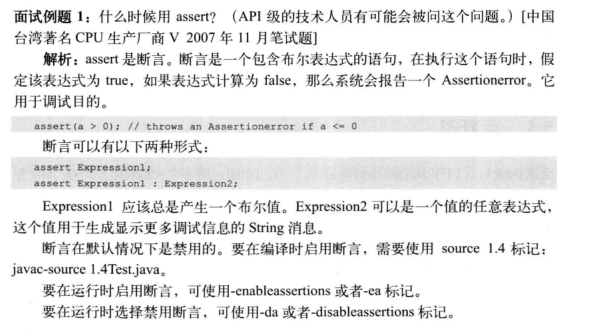 面试例题 1：什么时候用 assert？（API 级的技术人员有可能会被问这个问题。）[中国
台湾著名 CPU 生产厂商 V 2007 年 11 月笔试题]
解析：assert 是断言。断言是一个包含布尔表达式的语句，在执行这个语句时，假
定该表达式为 true，如果表达式计算为 false，那么系统会报告一个 Assertionerror。它
用于调试目的。
assert(a > 0); // throws an Assertionerror if a <= 0
断言可以有以下两种形式：
assert Expression1;
assert Expression1 : Expression2;
Expression1 应该总是产生一个布尔值。Expression2 可以是一个值的任意表达式，
这个值用于生成显示更多调试信息的 String 消息。
断言在默认情况下是禁用的。要在编译时启用断言，需要使用 source 1.4 标记：
javac-source 1.4Test.java。
要在运行时启用断言，可使用-enableassertions 或者-ea 标记。
要在运行时选择禁用断言，可使用-da 或者-disableassertions 标记。